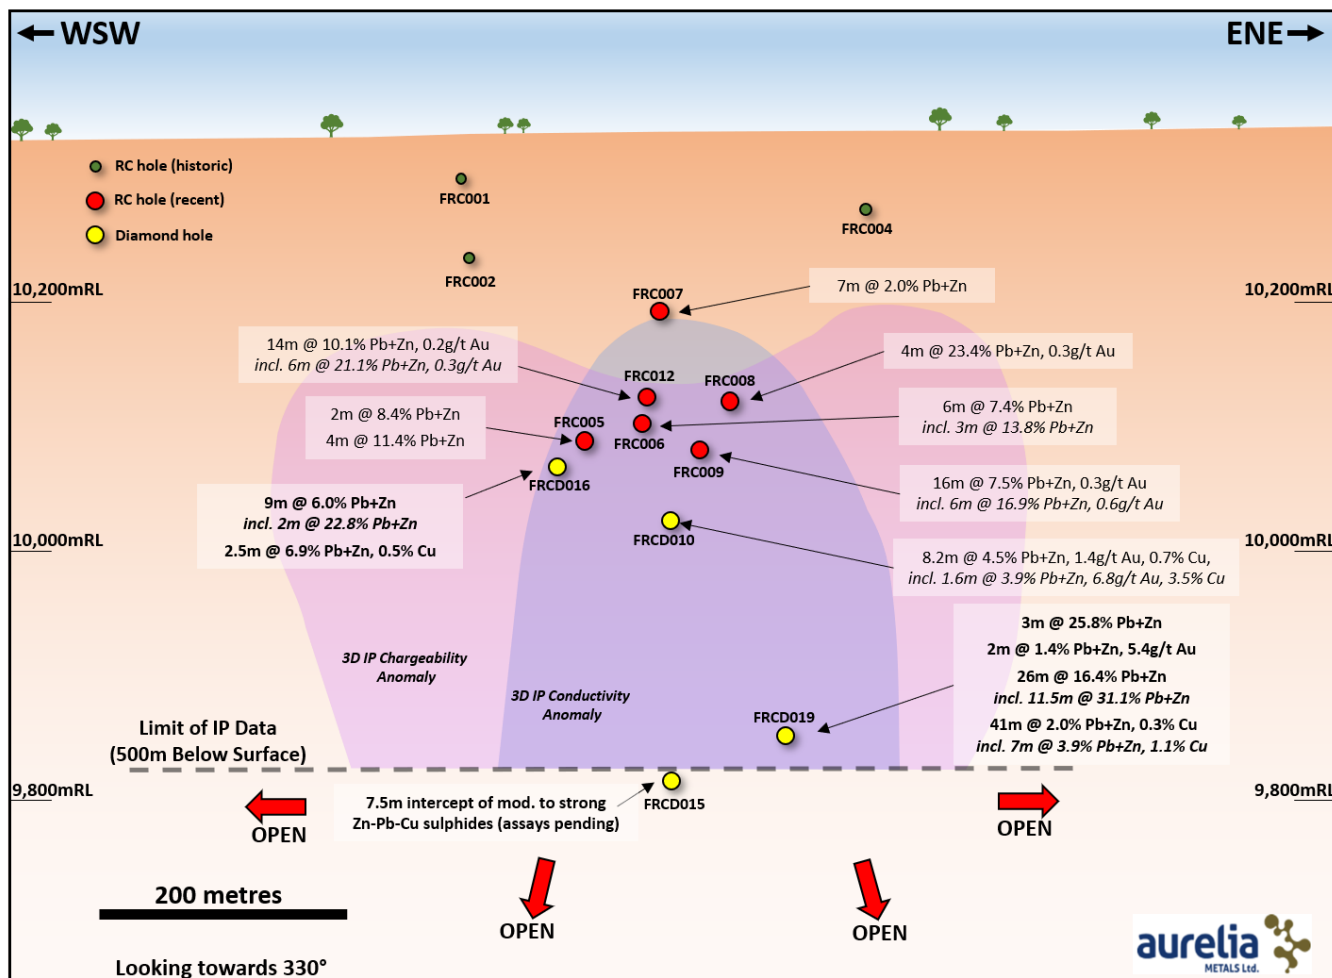 WSW
ENE
RC hole (historic)
RC hole (recent)
Diamond hole
FRC001
FRC002
FRC004
10,200mRL
10,200mRL
FRC007
7m @ 2.0% Pb+Zn
14m @ 10.1% Pb+Zn, 0.2g/t Au
incl. 6m @ 21.1% Pb+Zn, 0.3g/t Au
4m @ 23.4% Pb+Zn, 0.3g/t Au
FRC012
FRC008
2m @ 8.4% Pb+Zn
4m @ 11.4% Pb+Zn
FRC005
FRC006
6m @ 7.4% Pb+Zn
incl. 3m @ 13.8% Pb+Zn
FRC009
FRCD016
16m @ 7.5% Pb+Zn, 0.3g/t Au
incl. 6m @ 16.9% Pb+Zn, 0.6g/t Au
9m @ 6.0% Pb+Zn
incl. 2m @ 22.8% Pb+Zn
2.5m @ 6.9% Pb+Zn, 0.5% Cu
FRCD010
10,000mRL
10,000mRL
8.2m @ 4.5% Pb+Zn, 1.4g/t Au, 0.7% Cu,
incl. 1.6m @ 3.9% Pb+Zn, 6.8g/t Au, 3.5% Cu
3m @ 25.8% Pb+Zn
2m @ 1.4% Pb+Zn, 5.4g/t Au
26m @ 16.4% Pb+Zn
incl. 11.5m @ 31.1% Pb+Zn
41m @ 2.0% Pb+Zn, 0.3% Cu
incl. 7m @ 3.9% Pb+Zn, 1.1% Cu
3D IP Chargeability
Anomaly
3D IP Conductivity
Anomaly
FRCD019
Limit of IP Data
(500m Below Surface)
9,800mRL
9,800mRL
FRCD015
7.5m intercept of mod. to strong
Zn-Pb-Cu sulphides (assays pending)
OPEN
OPEN
200 metres
OPEN
OPEN
Looking towards 330°
aurelia
METALS Ltd.